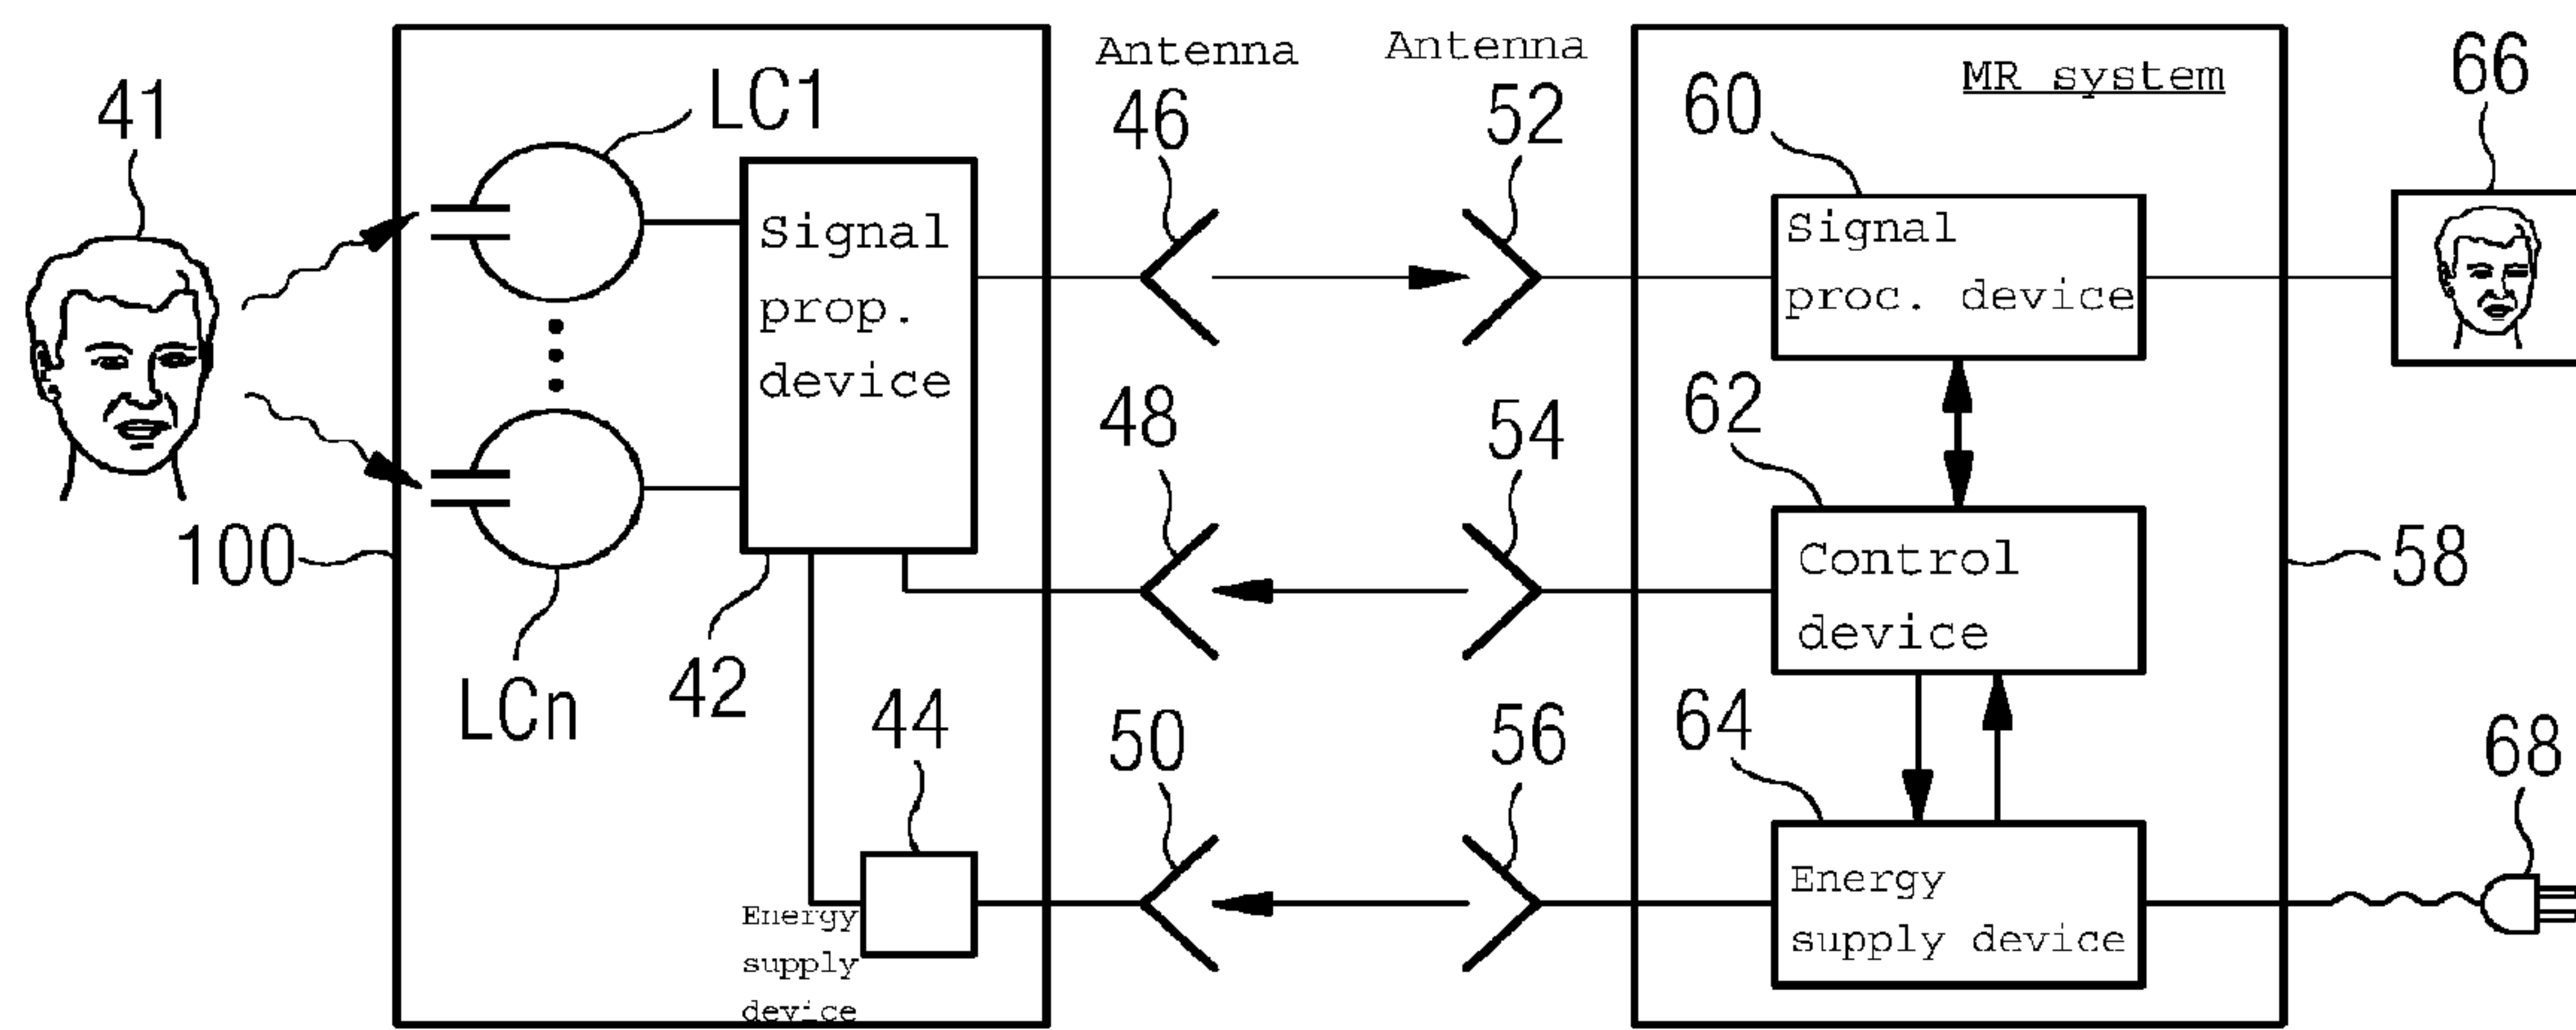 41
LC1
Signal
prop.
device
LCn
42
44
Energy
supply
device
100
Antenna
46
48
50
Antenna
52
54
56
MR system
60
Signal
proc. device
62
Control
device
64
Energy
supply device
66
58
68